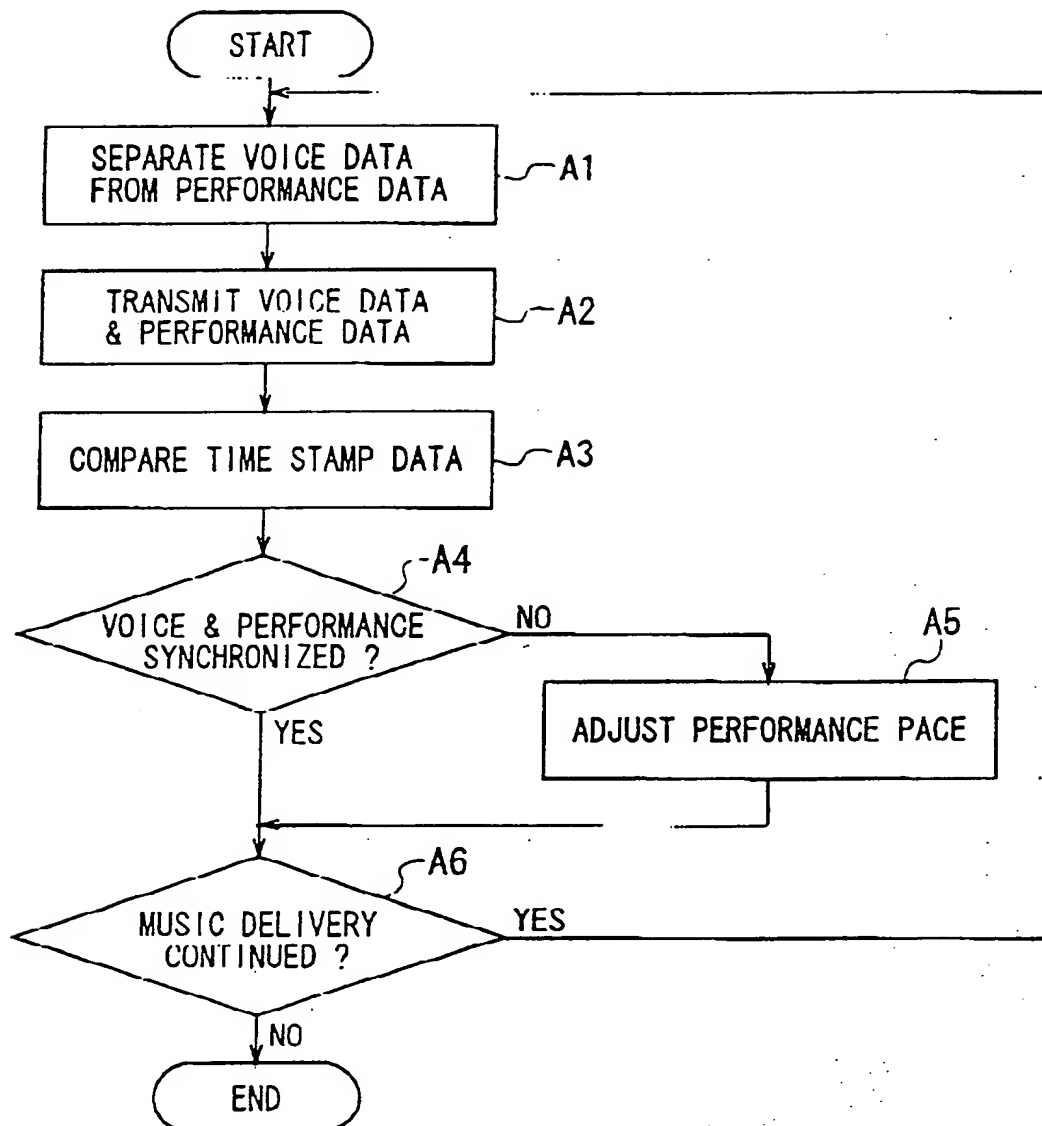 START
SEPARATE VOICE DATA
FROM PERFORMANCE DATA
A1
TRANSMIT VOICE DATA
& PERFORMANCE DATA
A2
COMPARE TIME STAMP DATA
A3
A4
VOICE & PERFORMANCE
SYNCHRONIZED ?
NO
YES
A5
ADJUST PERFORMANCE PACE
A6
MUSIC DELIVERY
CONTINUED ?
YES
NO
END